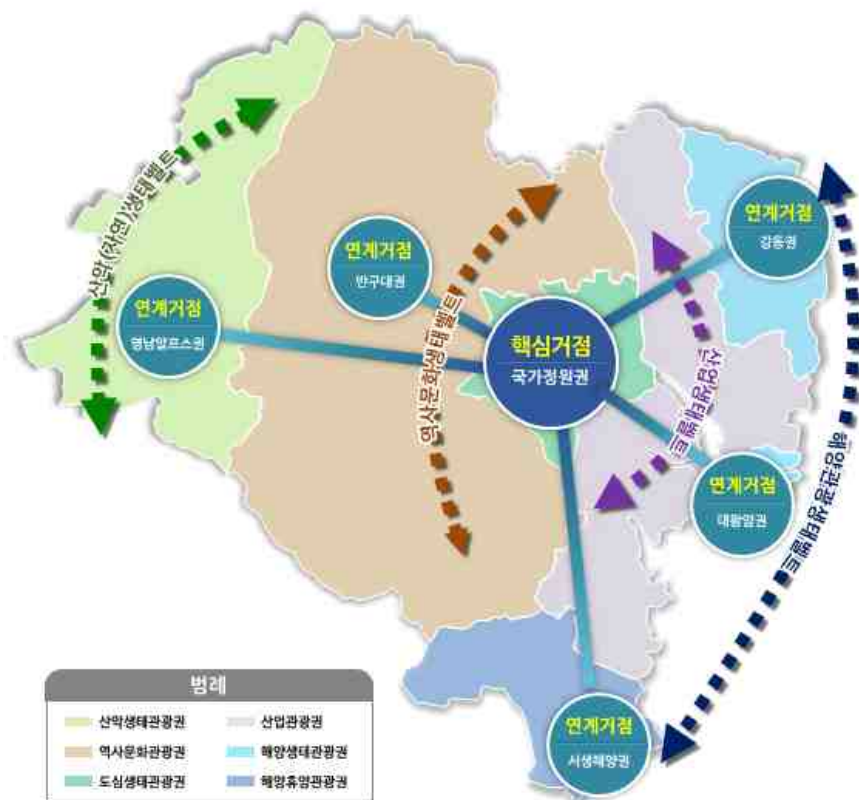 산악(자연)생태벨트
연계거점
영남알프스권
연계거점
반구대권
역사문화생태벨트
핵심거점
국가정원권
산업생태벨트
연계거점
강동권
연계거점
대왕암권
해양관광생태벨트
연계거점
서생해양권
범례
산악생태관광권
산업관광권
역사문화관광권
해양생태관광권
도심생태관광권
해양휴양관광권